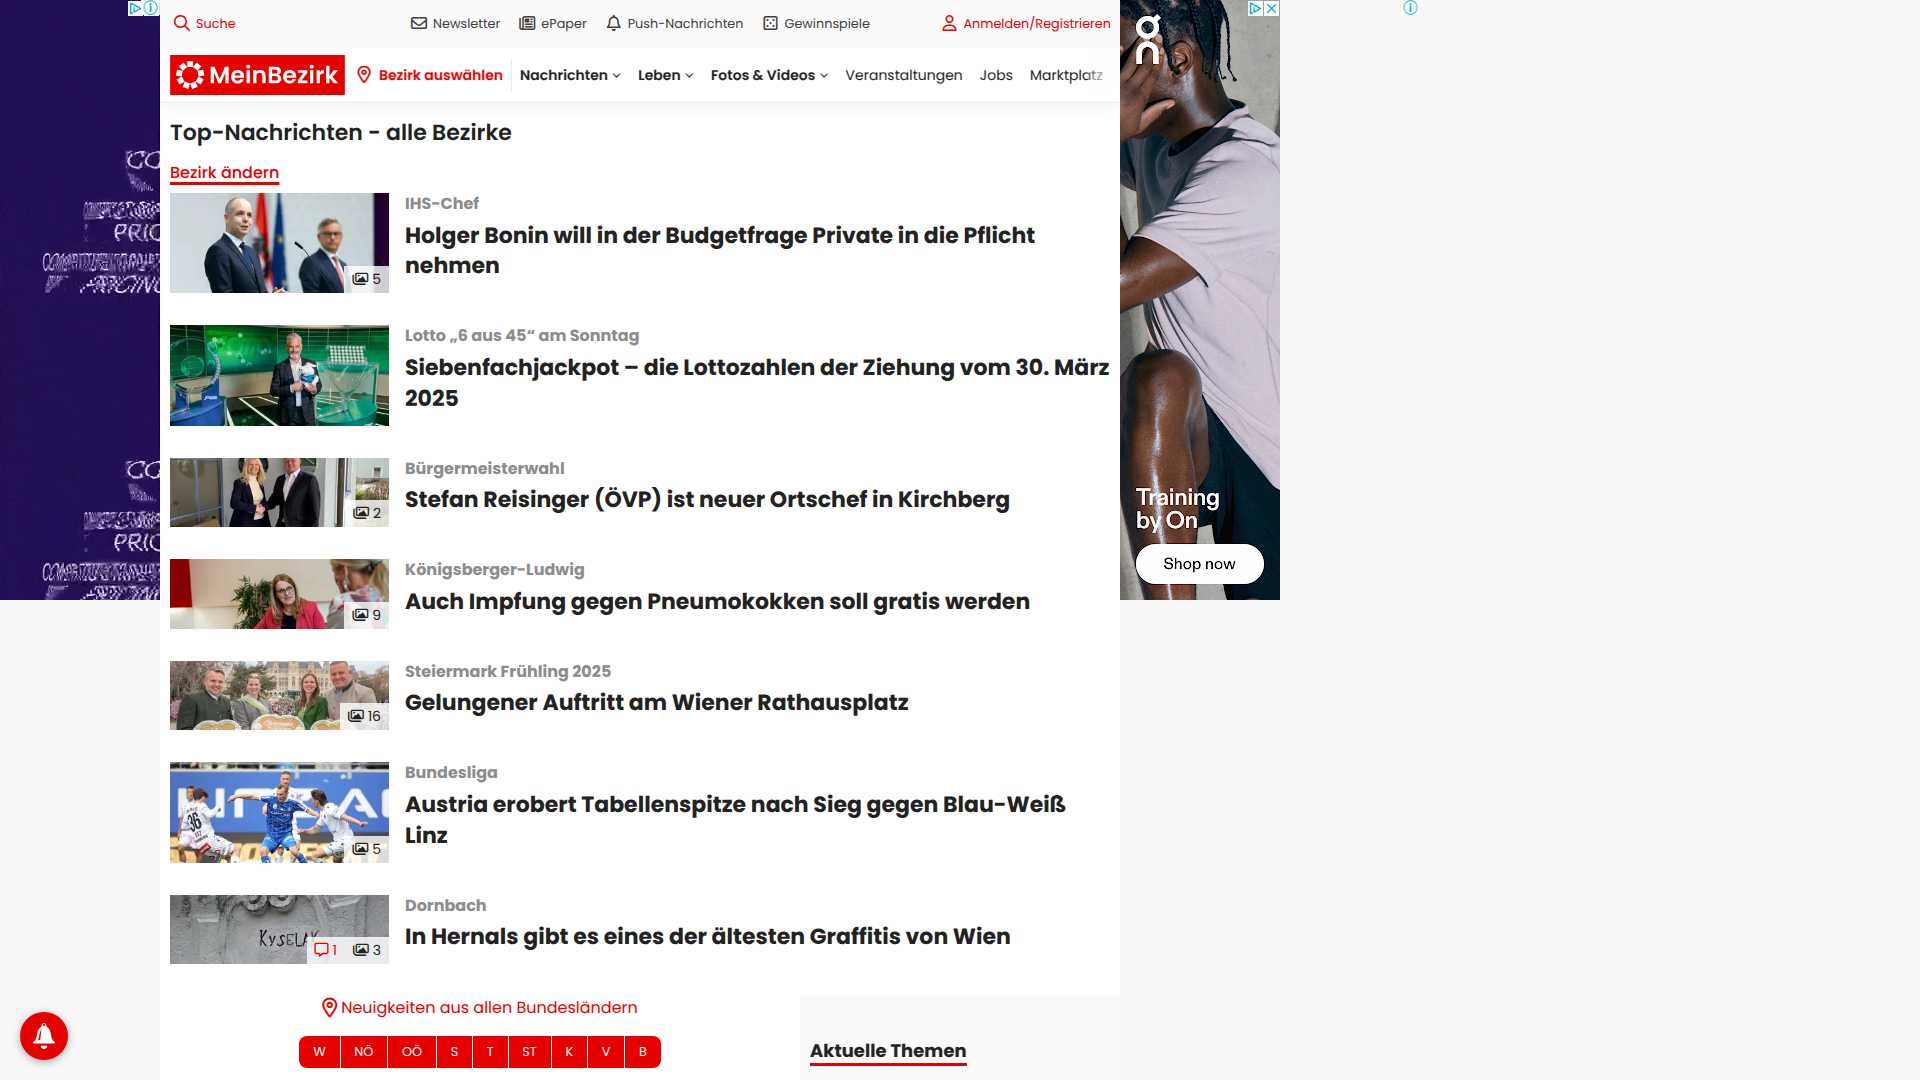 Suche
Newsletter
ePaper
Push-Nachrichten
Gewinnspiele
Anmelden/Registrieren
MeinBezirk
Bezirk auswählen
Nachrichten
Leben
Fotos & Videos
Veranstaltungen
Jobs
Marktplatz
Top-Nachrichten - alle Bezirke
Bezirk ändern
5
IHS-Chef
Holger Bonin will in der Budgetfrage Private in die Pflicht
nehmen
Lotto „6 aus 45“ am Sonntag
Siebenfachjackpot – die Lottozahlen der Ziehung vom 30. März
2025
2
Bürgermeisterwahl
Stefan Reisinger (ÖVP) ist neuer Ortschef in Kirchberg
9
Königsberger-Ludwig
Auch Impfung gegen Pneumokokken soll gratis werden
16
Steiermark Frühling 2025
Gelungener Auftritt am Wiener Rathausplatz
36
5
Bundesliga
Austria erobert Tabellenspitze nach Sieg gegen Blau-Weiß
Linz
KYSELAK
1
3
Dornbach
In Hernals gibt es eines der ältesten Graffitis von Wien
Neuigkeiten aus allen Bundesländern
W
NÖ
OÖ
S
T
ST
K
V
B
Aktuelle Themen
on
Training
by On
Shop now